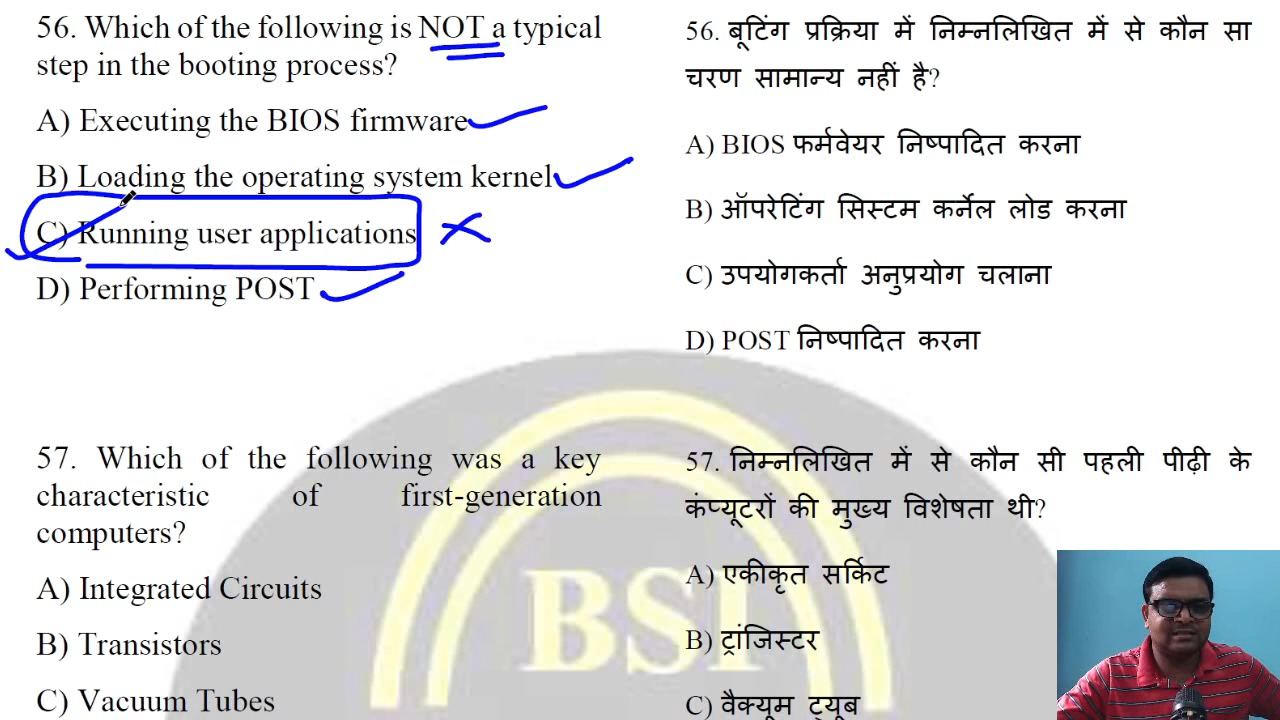 56. Which of the following is NOT a typical
step in the booting process?
A) Executing the BIOS firmware
B) Loading the operating system kernel
C) Running user applications
D) Performing POST
57. Which of the following was a key
characteristic of first-generation
computers?
A) Integrated Circuits
B) Transistors
C) Vacuum Tubes
56. बूटिंग प्रक्रिया में निम्नलिखित में से कौन सा
चरण सामान्य नहीं है?
A) BIOS फर्मवेयर निष्पादित करना
B) ऑपरेटिंग सिस्टम कर्नेल लोड करना
C) उपयोगकर्ता अनुप्रयोग चलाना
D) POST निष्पादित करना
57. निम्नलिखित में से कौन सी पहली पीढ़ी के
कंप्यूटरों की मुख्य विशेषता थी?
A) एकीकृत सर्किट
B) ट्रांजिस्टर
C) वैक्यूम ट्यूब
BSI